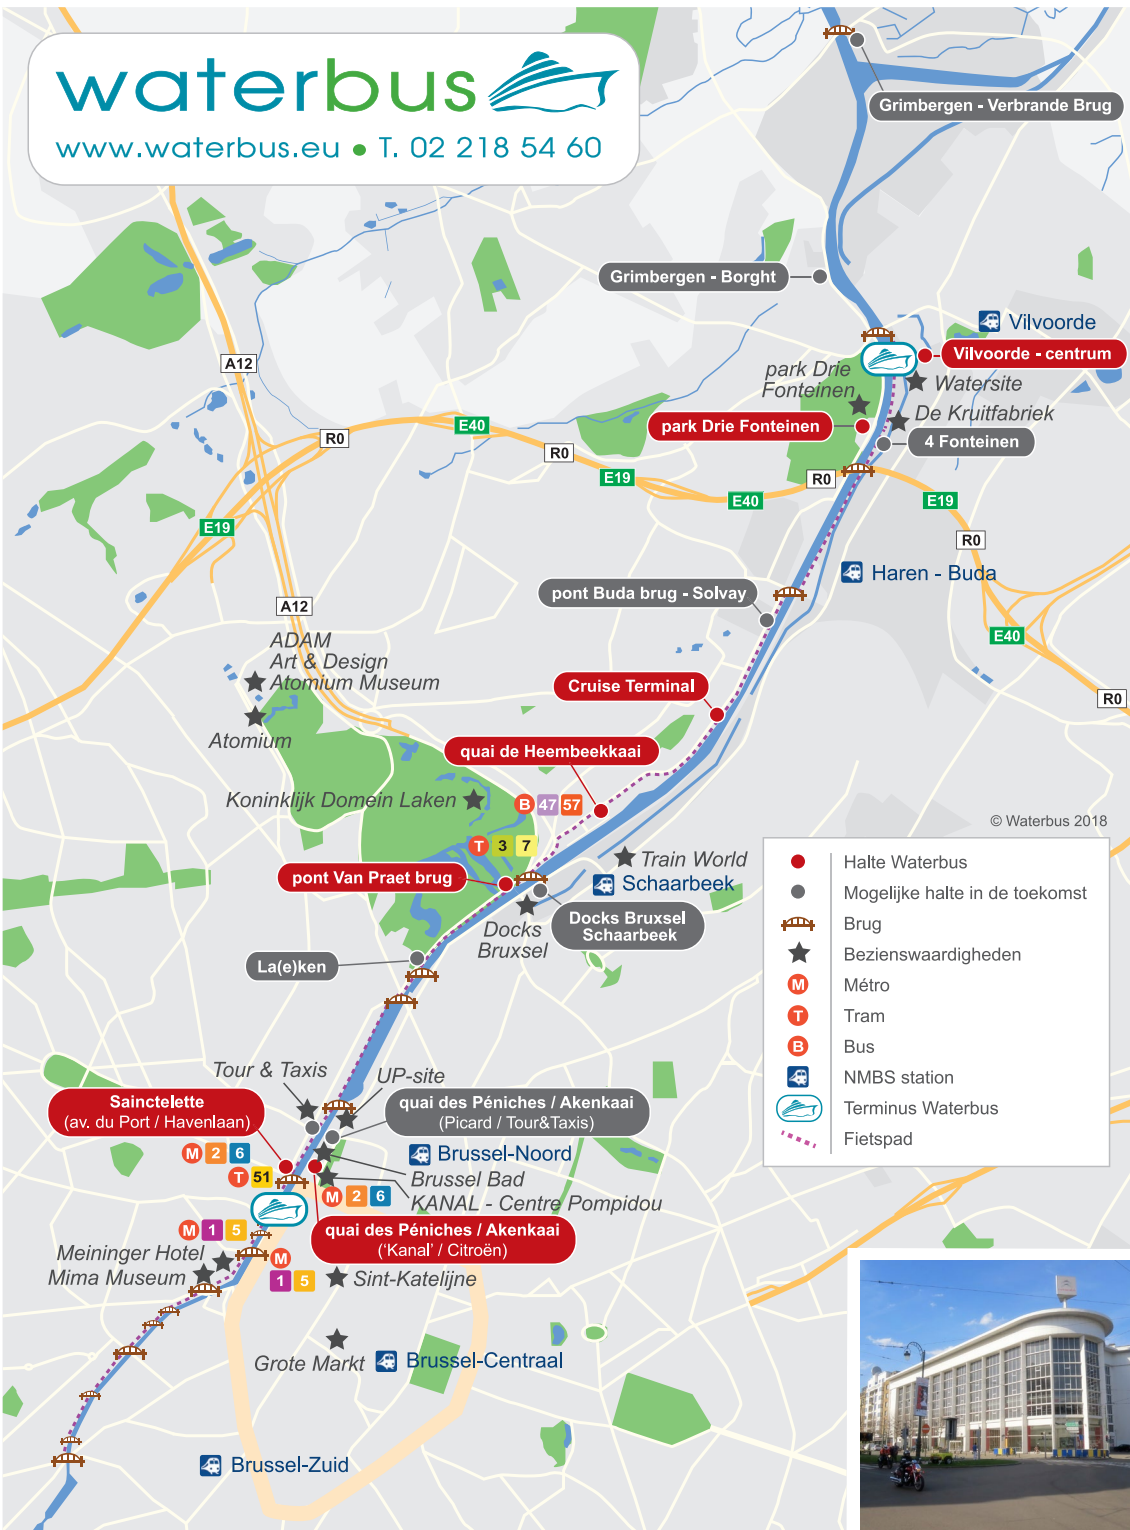 waterbus
www.waterbus.eu • T. 02 218 54 60
Grimbergen - Verbrande Brug
Grimbergen - Borght
Vilvoorde
Vilvoorde - centrum
A12
park Drie
Fonteinen
Watersite
De Kruitfabriek
park Drie Fonteinen
E40
R0
4 Fonteinen
R0
E19
R0
E40
E19
E19
R0
Haren - Buda
pont Buda brug - Solvay
A12
E40
ADAM
Art & Design
Atomium Museum
Cruise Terminal
R0
Atomium
quai de Heembeekkaai
Koninklijk Domein Laken
B 47 57
© Waterbus 2018
T 3 7
Train World
pont Van Praet brug
Schaarbeek
Docks Bruxsel
Schaarbeek
Docks
Bruxsel
La(e)ken
Halte Waterbus
Mogelijke halte in de toekomst
Brug
Bezienswaardigheden
M Métro
T Tram
B Bus
NMBS station
Terminus Waterbus
Fietspad
Tour & Taxis
UP-site
Sainctelette
(av. du Port / Havenlaan)
quai des Péniches / Akenkaai
(Picard / Tour&Taxis)
M 2 6
Brussel-Noord
T 51
Brussel Bad
M 2 6
KANAL - Centre Pompidou
M 1 5
quai des Péniches / Akenkaai
('Kanal' / Citroën)
Meininger Hotel
M
1 5
Mima Museum
Sint-Katelijne
Grote Markt
Brussel-Centraal
Brussel-Zuid